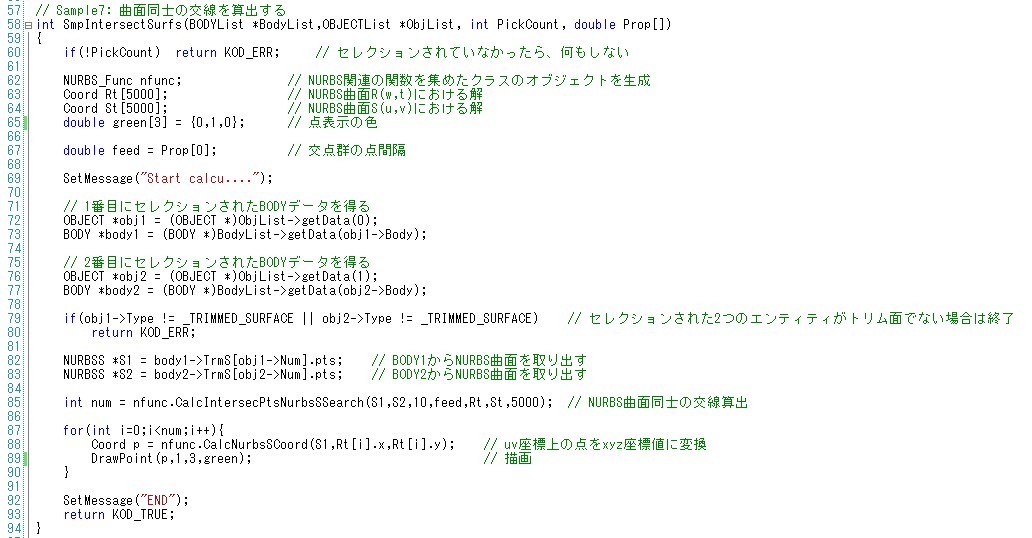 57 // Sample7: 曲面同士の交線を算出する
58 int SmpIntersectSurfs(BODYList *BodyList,OBJECTList *ObjList, int PickCount, double Prop[])
59 {
60 if(!PickCount) return KOD_ERR; // セレクションされていなかったら、何もしない
61
62 NURBS_Func nfunc; // NURBS関連の関数を集めたクラスのオブジェクトを生成
63 Coord Rt[5000]; // NURBS曲面R(w,t)における解
64 Coord St[5000]; // NURBS曲面S(u,v)における解
65 double green[3] = {0,1,0}; // 点表示の色
66
67 double feed = Prop[0]; // 交点群の点間隔
68
69 SetMessage("Start calcu....");
70
71 // 1番目にセレクションされたBODYデータを得る
72 OBJECT *obj1 = (OBJECT *)ObjList->getData(0);
73 BODY *body1 = (BODY *)BodyList->getData(obj1->Body);
74
75 // 2番目にセレクションされたBODYデータを得る
76 OBJECT *obj2 = (OBJECT *)ObjList->getData(1);
77 BODY *body2 = (BODY *)BodyList->getData(obj2->Body);
78
79 if(obj1->Type != _TRIMMED_SURFACE || obj2->Type != _TRIMMED_SURFACE) // セレクションされた2つのエンティティがトリム面でない場合は終了
80 return KOD_ERR;
81
82 NURBSS *S1 = body1->TrmS[obj1->Num].pts; // BODY1からNURBS曲面を取り出す
83 NURBSS *S2 = body2->TrmS[obj2->Num].pts; // BODY2からNURBS曲面を取り出す
84
85 int num = nfunc.CalcIntersecPtsNurbsSSearch(S1,S2,10,feed,Rt,St,5000); // NURBS曲面同士の交線算出
86
87 for(int i=0;i<num;i++){
88 Coord p = nfunc.CalcNurbsSCoord(S1,Rt[i].x,Rt[i].y); // uv座標上の点をxyz座標値に変換
89 DrawPoint(p,1,3,green); // 描画
90 }
91
92 SetMessage("END");
93 return KOD_TRUE;
94 }